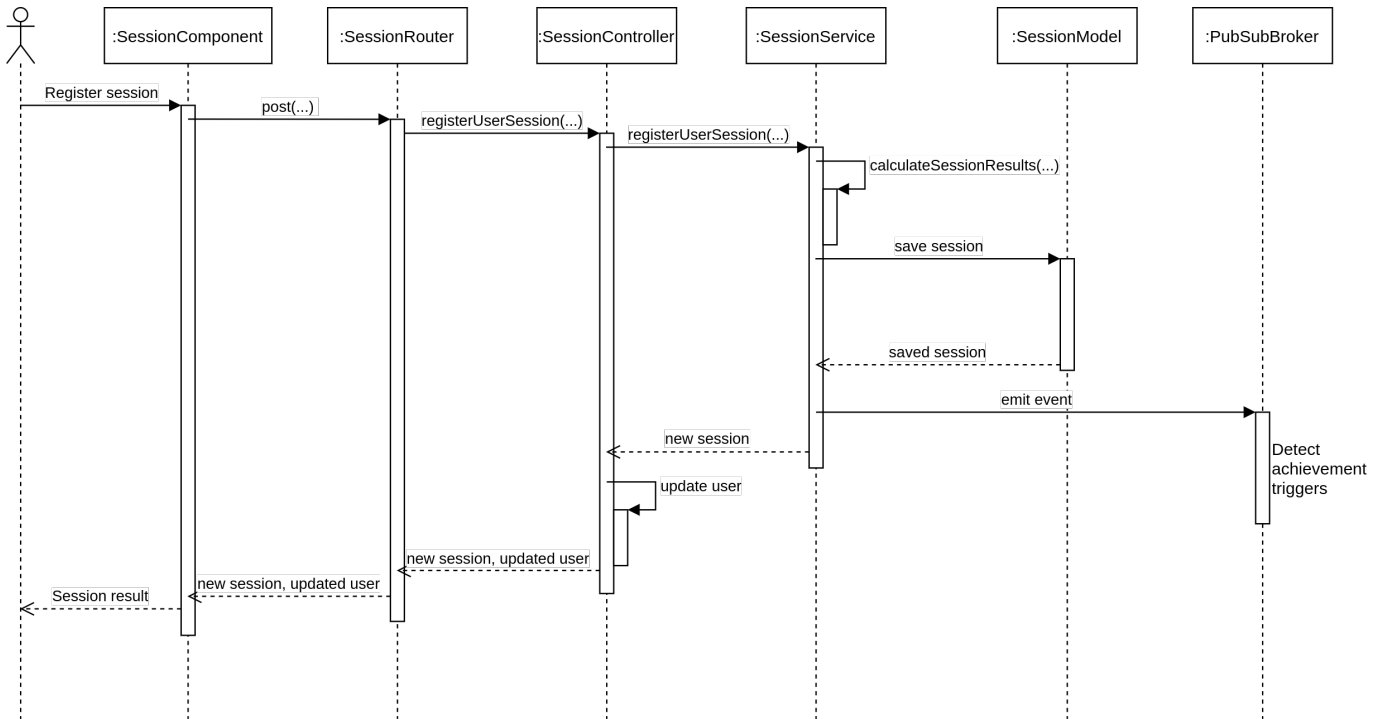 :SessionComponent
:SessionRouter
:SessionController
:SessionService
:SessionModel
:PubSubBroker
Register session
post(...)
registerUserSession(...)
registerUserSession(...)
calculateSessionResults(...)
save session
saved session
emit event
new session
Detect
achievement
triggers
update user
new session, updated user
new session, updated user
Session result